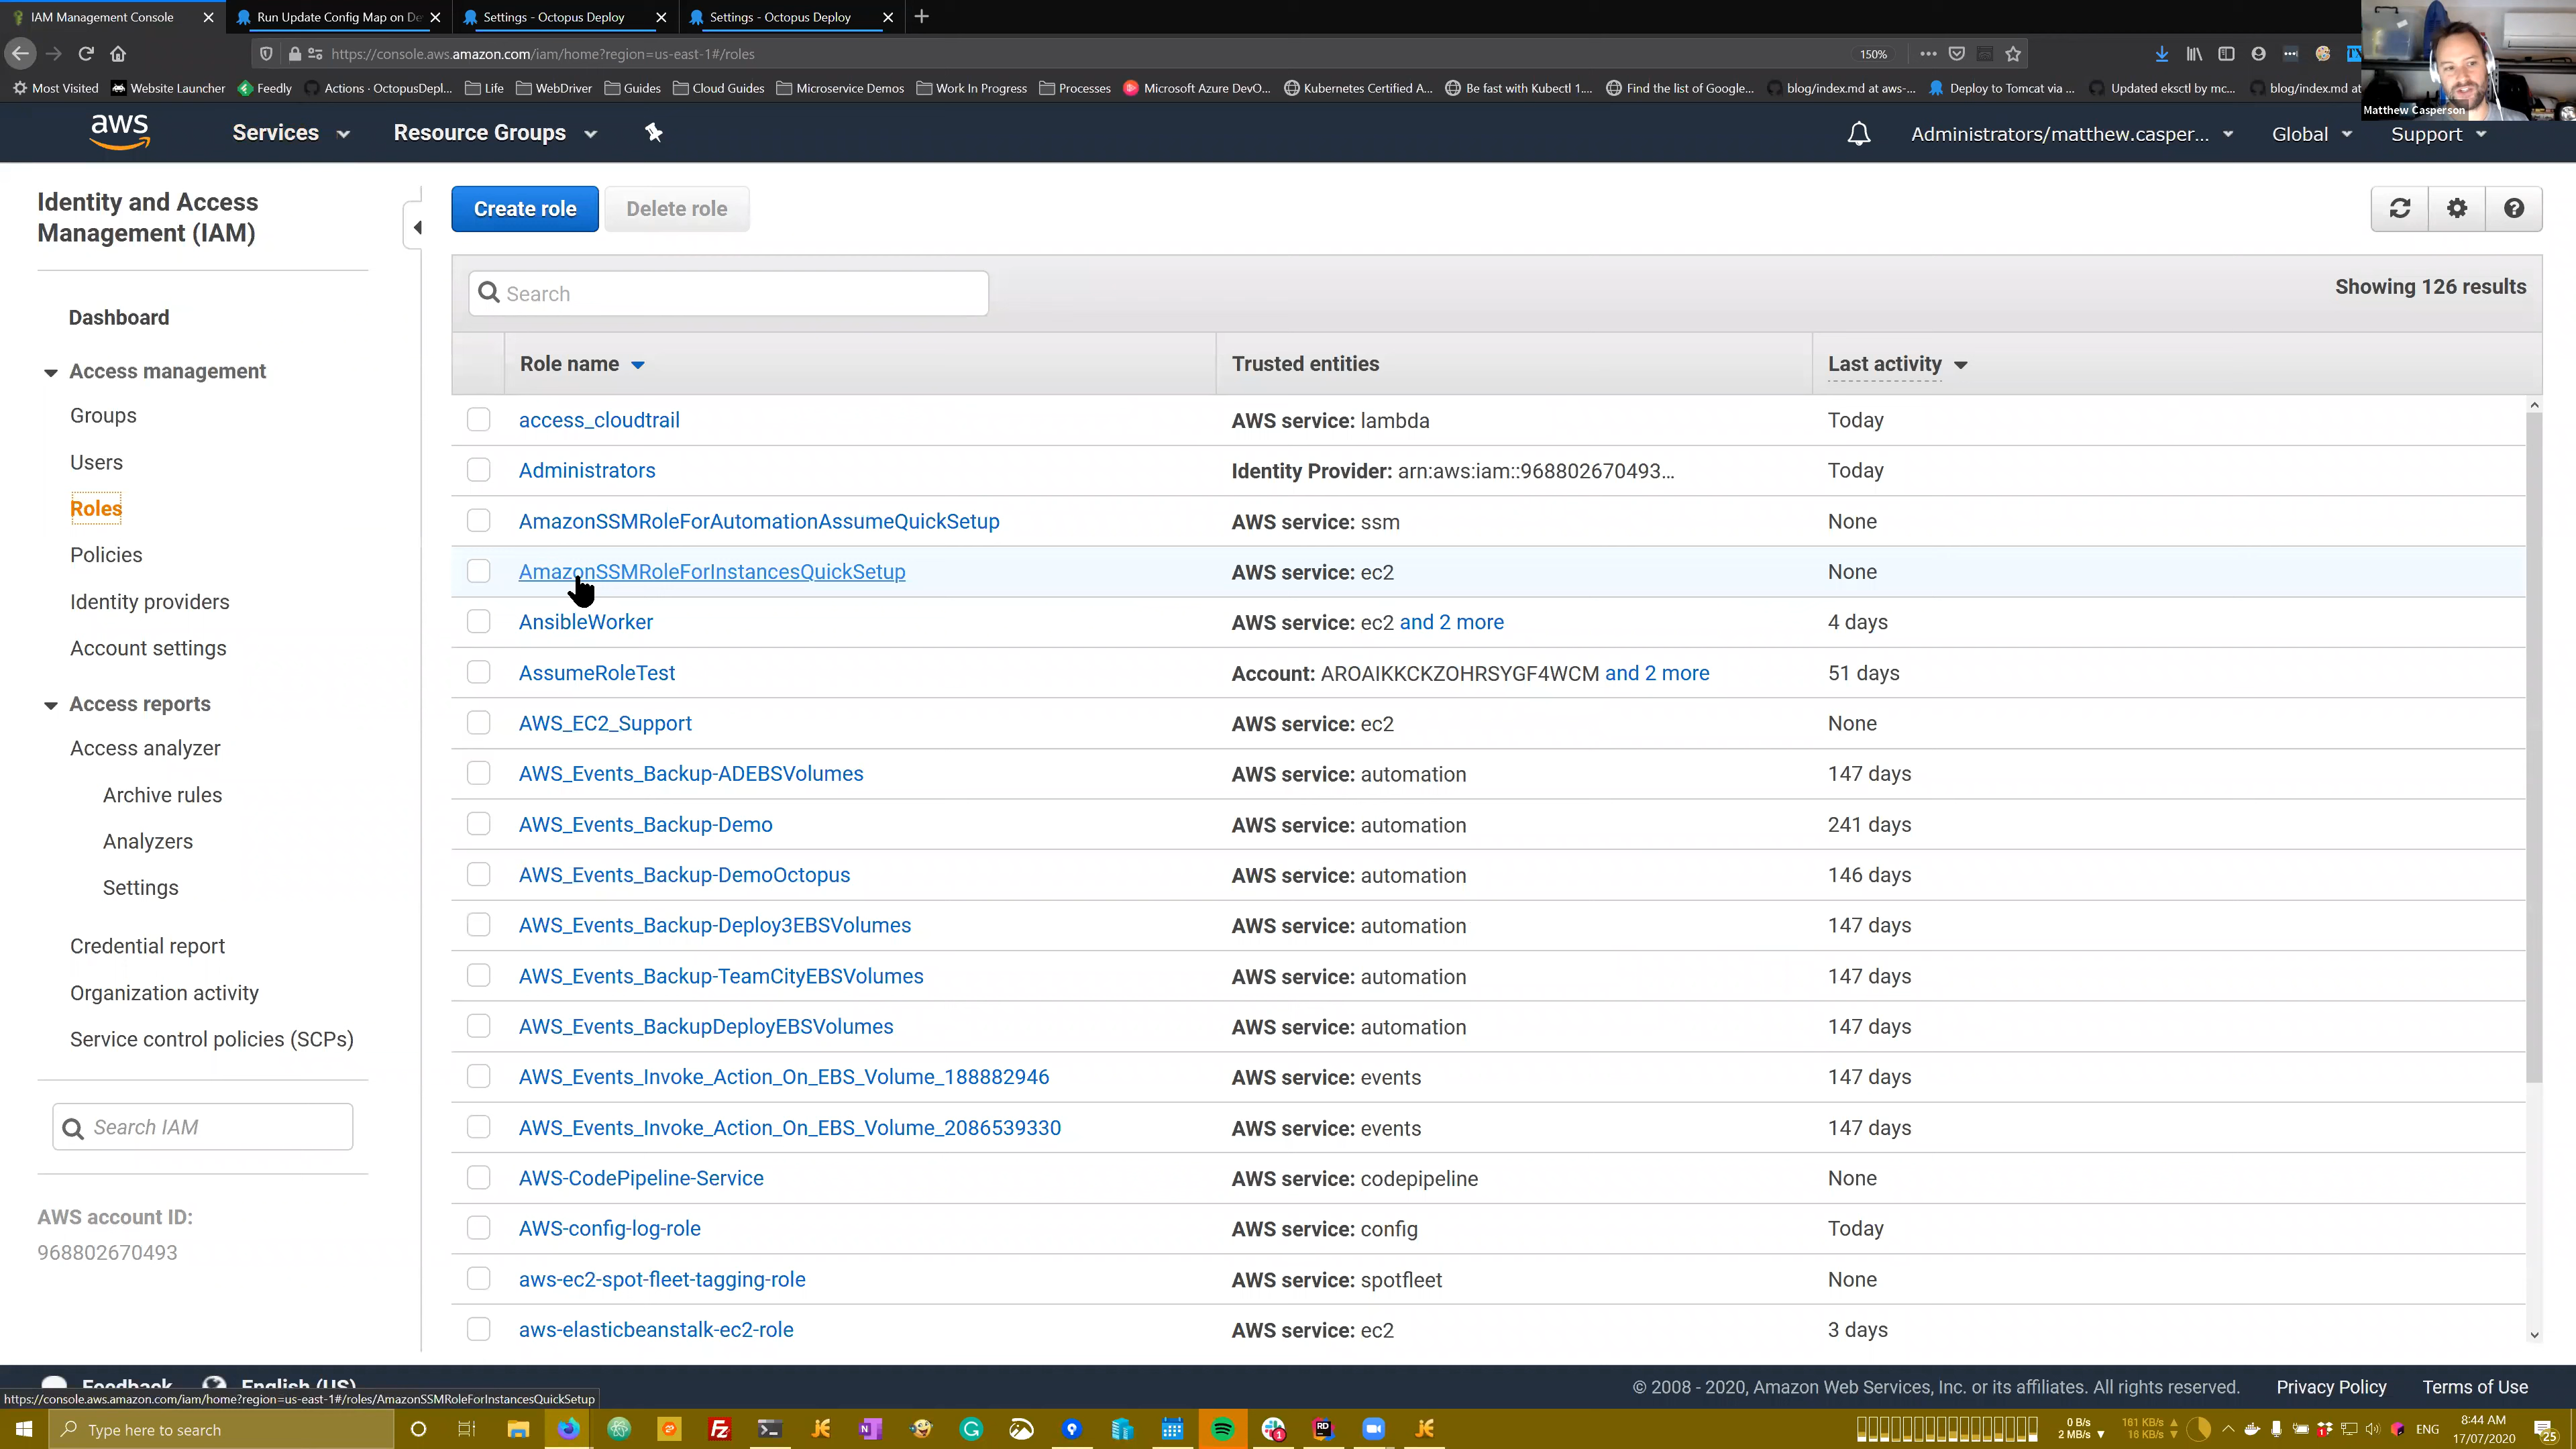 IAM Management Console
Run Update Config Map on De
Settings - Octopus Deploy
Settings - Octopus Deploy
https://console.aws.amazon.com/iam/home?region=us-east-1#/roles
150%
Most Visited
Website Launcher
Feedly
Actions · OctopusDepl...
Life
WebDriver
Guides
Cloud Guides
Microservice Demos
Work In Progress
Processes
Microsoft Azure DevO...
Kubernetes Certified A...
Be fast with Kubectl 1....
Find the list of Google...
blog/index.md at aws-...
Deploy to Tomcat via ...
Updated eksctl by mc...
blog/index.md at
Matthew Casperson
aws
Services
Resource Groups
Administrators/matthew.casper...
Global
Support
Identity and Access
Management (IAM)
Dashboard
Access management
Groups
Users
Roles
Policies
Identity providers
Account settings
Access reports
Access analyzer
Archive rules
Analyzers
Settings
Credential report
Organization activity
Service control policies (SCPs)
Search IAM
AWS account ID:
968802670493
Create role
Delete role
Search
Showing 126 results
Role name Trusted entities Last activity
access_cloudtrail AWS service: lambda Today
Administrators Identity Provider: arn:aws:iam::968802670493... Today
AmazonSSMRoleForAutomationAssumeQuickSetup AWS service: ssm None
AmazonSSMRoleForInstancesQuickSetup AWS service: ec2 None
AnsibleWorker AWS service: ec2 and 2 more 4 days
AssumeRoleTest Account: AROAIKKCKZOHRSYGF4WCM and 2 more 51 days
AWS_EC2_Support AWS service: ec2 None
AWS_Events_Backup-ADEBSVolumes AWS service: automation 147 days
AWS_Events_Backup-Demo AWS service: automation 241 days
AWS_Events_Backup-DemoOctopus AWS service: automation 146 days
AWS_Events_Backup-Deploy3EBSVolumes AWS service: automation 147 days
AWS_Events_Backup-TeamCityEBSVolumes AWS service: automation 147 days
AWS_Events_BackupDeployEBSVolumes AWS service: automation 147 days
AWS_Events_Invoke_Action_On_EBS_Volume_188882946 AWS service: events 147 days
AWS_Events_Invoke_Action_On_EBS_Volume_2086539330 AWS service: events 147 days
AWS-CodePipeline-Service AWS service: codepipeline None
AWS-config-log-role AWS service: config Today
aws-ec2-spot-fleet-tagging-role AWS service: spotfleet None
aws-elasticbeanstalk-ec2-role AWS service: ec2 3 days
Feedback
English (US)
© 2008 - 2020, Amazon Web Services, Inc. or its affiliates. All rights reserved.
Privacy Policy
Terms of Use
https://console.aws.amazon.com/iam/home?region=us-east-1#/roles/AmazonSSMRoleForInstancesQuickSetup
Type here to search
0 B/s
2 MB/s
161 KB/s
16 KB/s
ENG
8:44 AM
17/07/2020
25